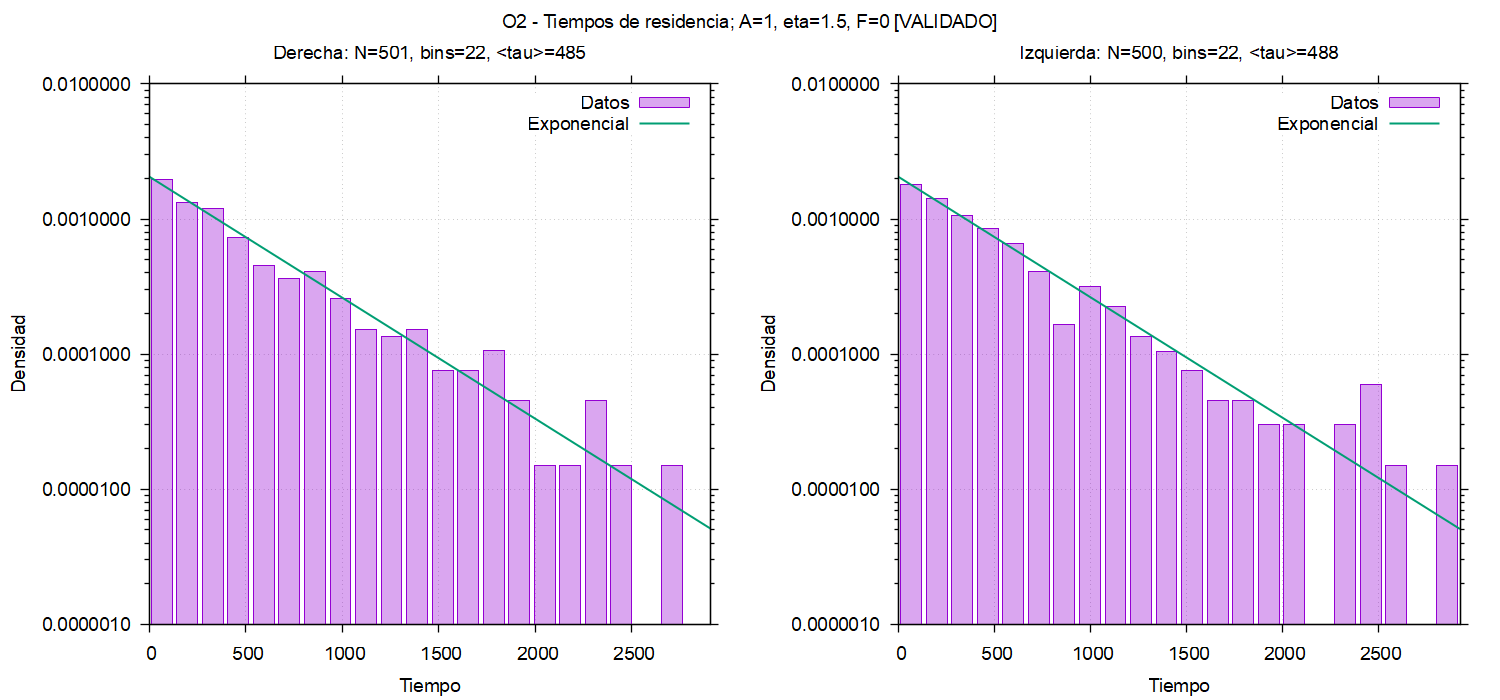 O2 - Tiempos de residencia; A=1, eta=1.5, F=0 [VALIDADO]
Derecha: N=501, bins=22, <tau>=485
0.0100000
0.0010000
0.0001000
0.0000100
0.0000010
Densidad
Datos
Exponencial
0 500 1000 1500 2000 2500
Tiempo
Izquierda: N=500, bins=22, <tau>=488
0.0100000
0.0010000
0.0001000
0.0000100
0.0000010
Densidad
Datos
Exponencial
0 500 1000 1500 2000 2500
Tiempo